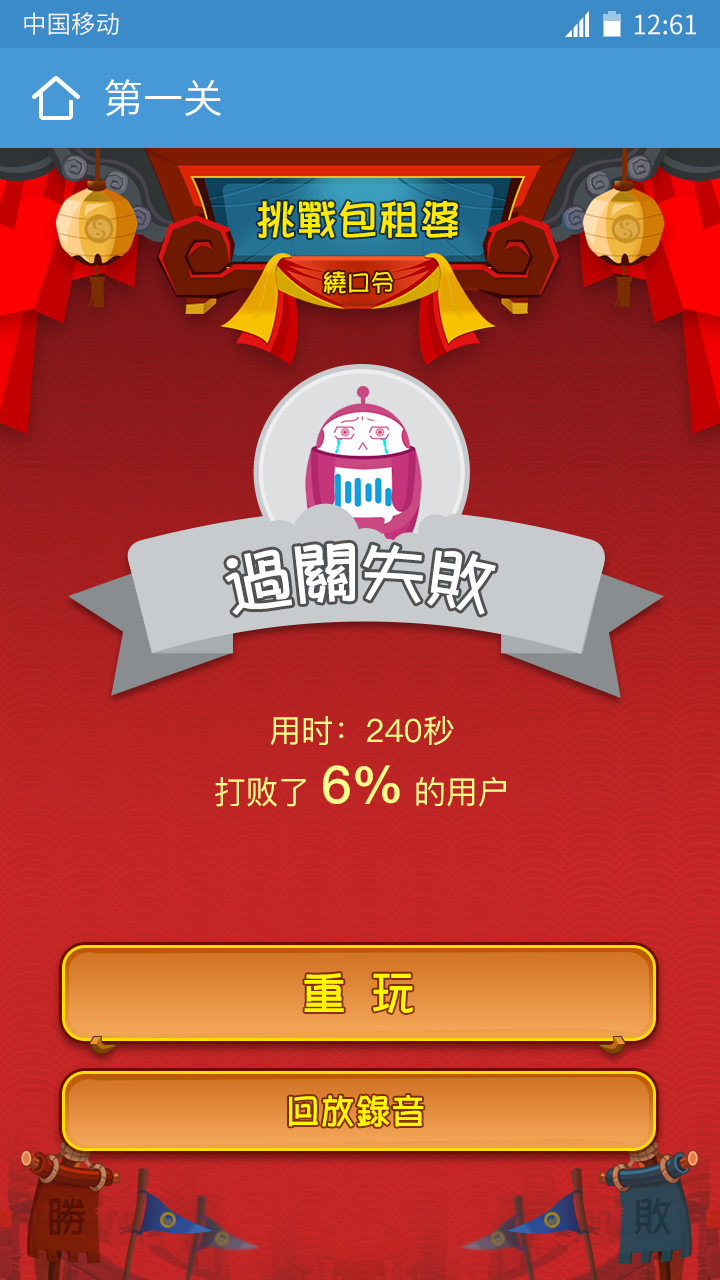 中国移动 12:61
第一关
挑戰包租婆
繞口令
過關失敗
用时：240秒
打败了 6% 的用户
重 玩
回放錄音
勝 敗